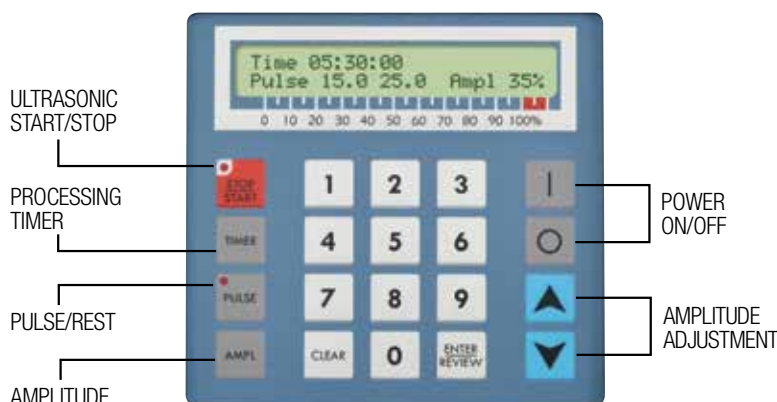 Time 05:30:00
Pulse 15.0 25.0 Ampl 35%
0 10 20 30 40 50 60 70 80 90 100%
ULTRASONIC
START/STOP
STOP
START
1 2 3
POWER
ON/OFF
PROCESSING
TIMER
TIMER
4 5 6
PULSE/REST
PULSE
7 8 9
AMPLITUDE
ADJUSTMENT
AMPLITUDE
AMPL
CLEAR
0
ENTER
REVIEW